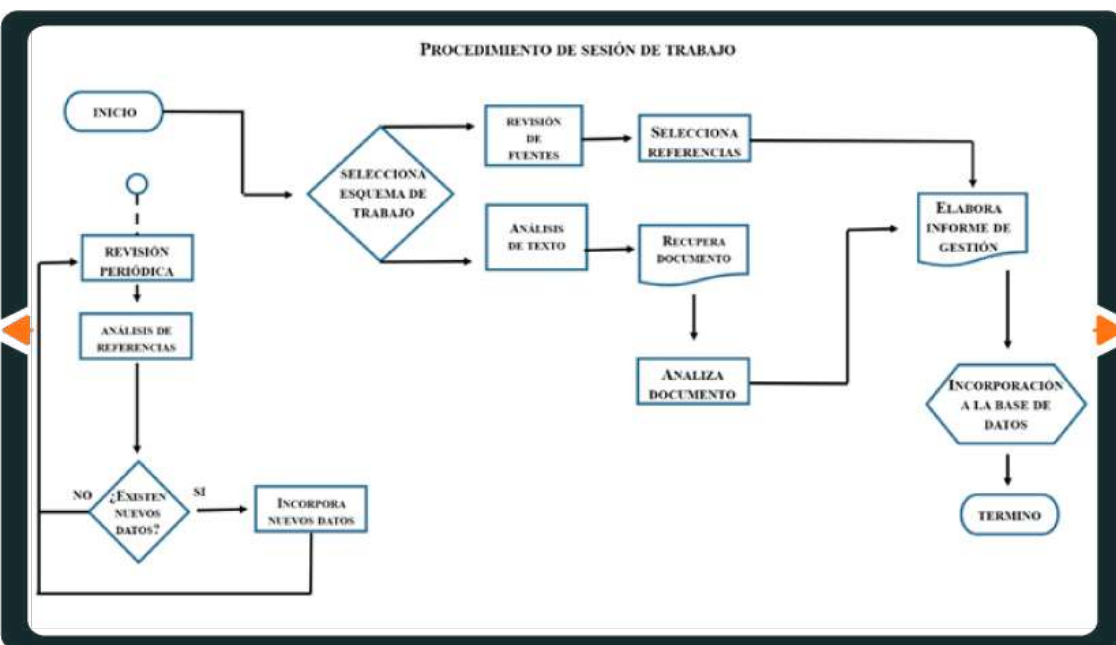 PROCEDIMIENTO DE SESIÓN DE TRABAJO
INICIO
SELECCIONA
ESQUEMA DE
TRABAJO
REVISIÓN
DE
FUENTES
SELECCIONA
REFERENCIAS
ANÁLISIS
DE TEXTO
RECUPERA
DOCUMENTO
ANALIZA
DOCUMENTO
ELABORA
INFORME DE
GESTIÓN
INCORPORACIÓN
A LA BASE DE
DATOS
TERMINO
REVISIÓN
PERIÓDICA
ANÁLISIS DE
REFERENCIAS
¿EXISTEN
NUEVOS
DATOS?
NO
SI
INCORPORA
NUEVOS DATOS